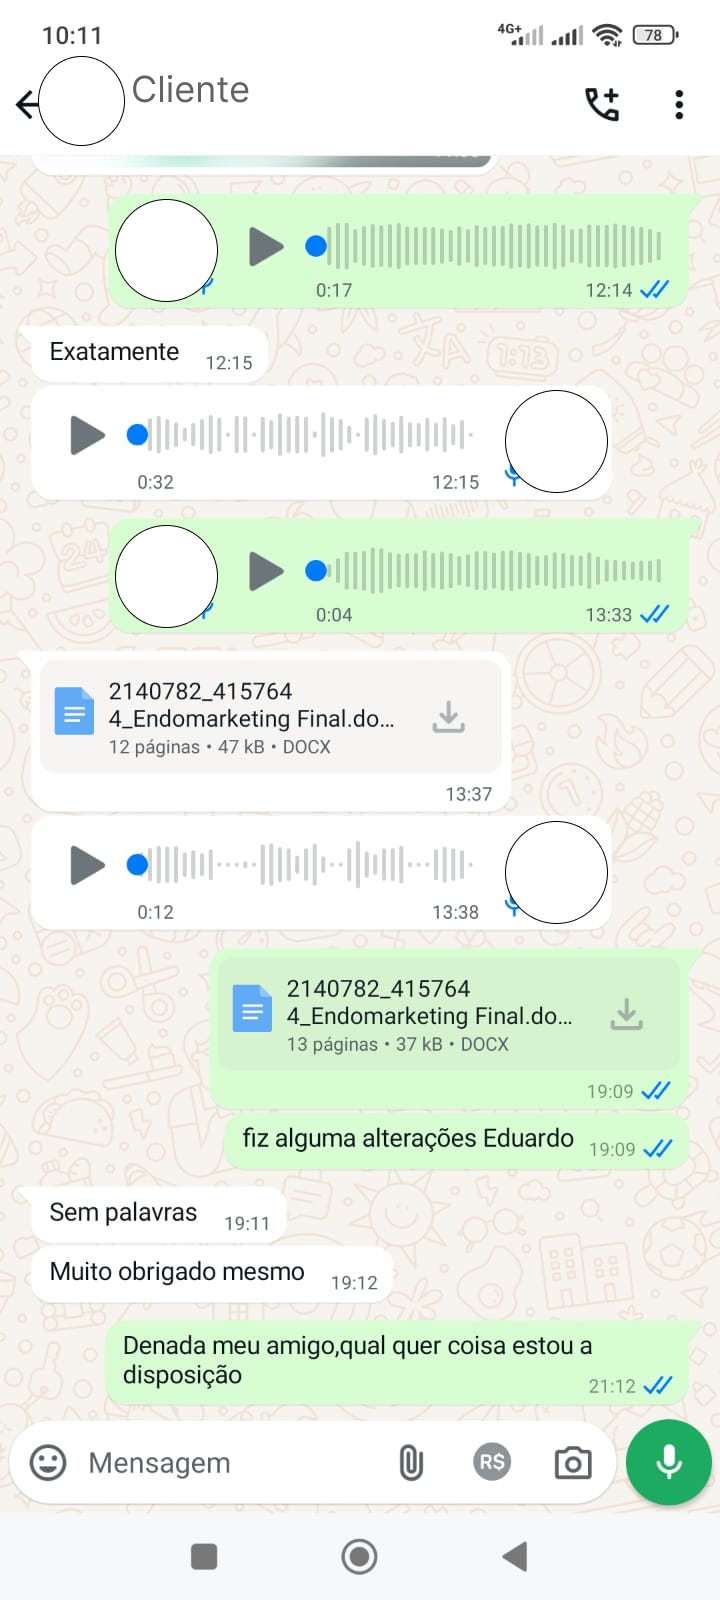 10:11
4G+
78
Cliente
0:17
12:14
Exatamente
12:15
0:32
12:15
0:04
13:33
2140782_415764
4_Endomarketing Final.do...
12 páginas • 47 kB • DOCX
13:37
0:12
13:38
2140782_415764
4_Endomarketing Final.do...
13 páginas • 37 kB • DOCX
19:09
fiz alguma alterações Eduardo
19:09
Sem palavras
19:11
Muito obrigado mesmo
19:12
Denada meu amigo,qual quer coisa estou a
disposição
21:12
Mensagem
R$